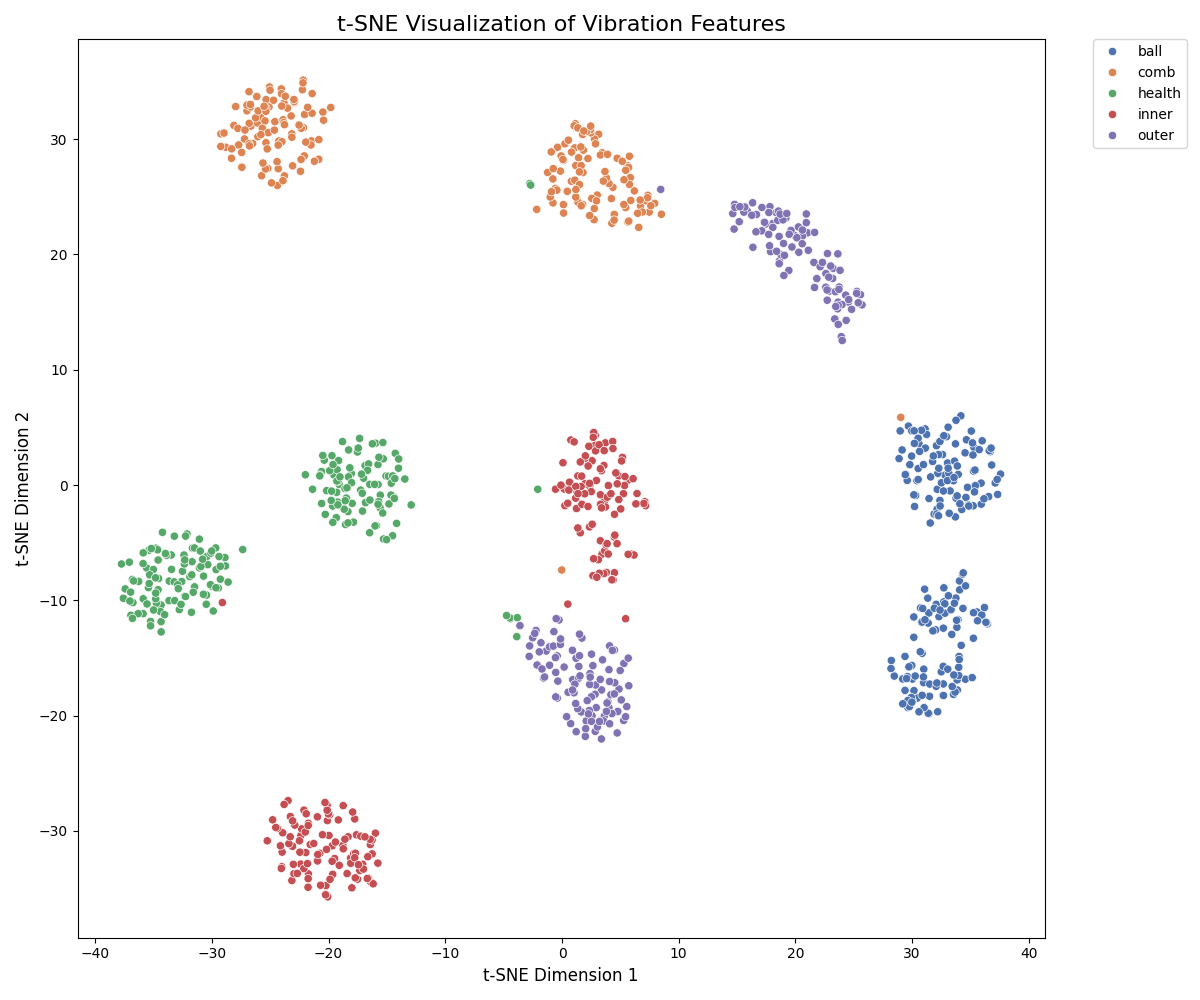 t-SNE Visualization of Vibration Features
ball
comb
health
inner
outer
30
20
10
0
−10
−20
−30
t-SNE Dimension 2
−40
−30
−20
−10
0
10
20
30
40
t-SNE Dimension 1